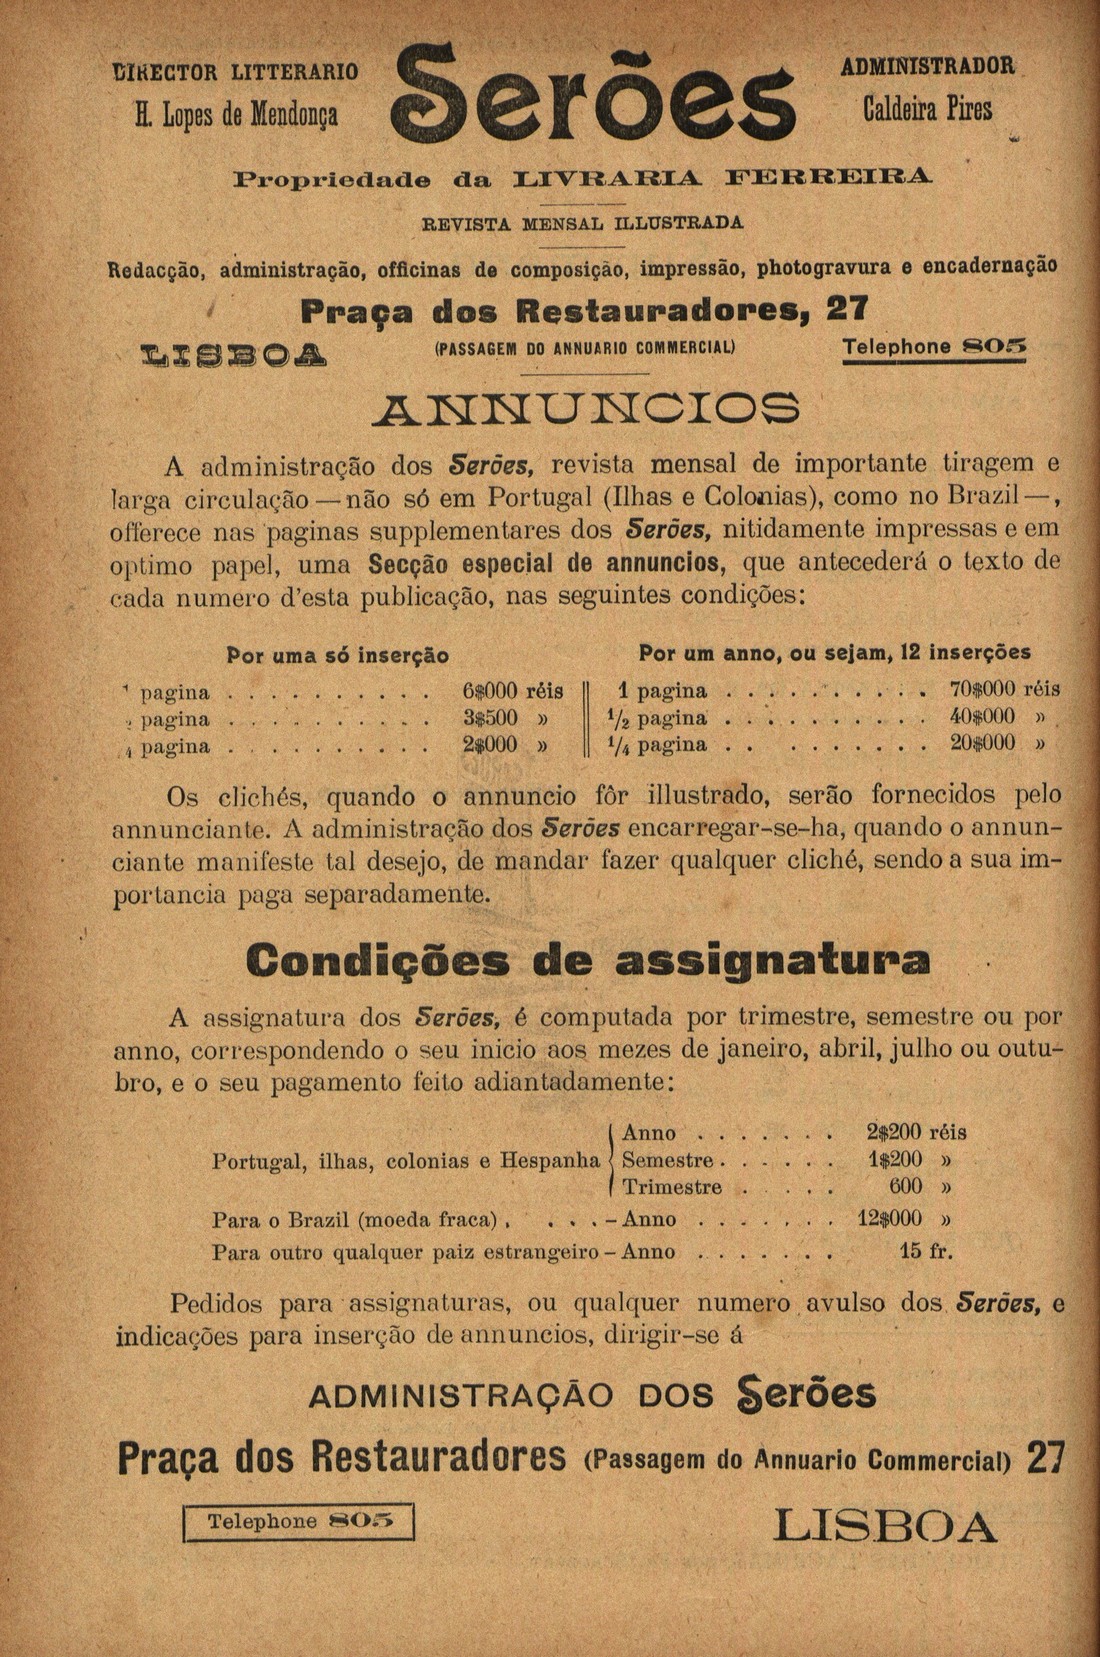 DIRECTOR LITTERARIO
H. Lopes de Mendonça
Serões
ADMINISTRADOR
Caldeira Pires
Propriedade da LIVRARIA FERREIRA
REVISTA MENSAL ILLUSTRADA
Redacção, administração, officinas de composição, impressão, photogravura e encadernação
Praça dos Restauradores, 27
LISBOA (PASSAGEM DO ANNUARIO COMMERCIAL) Telephone 805
ANNUNCIOS
A administração dos Serões, revista mensal de importante tiragem e
larga circulação — não só em Portugal (Ilhas e Colonias), como no Brazil —,
offerece nas paginas supplementares dos Serões, nitidamente impressas e em
optimo papel, uma Secção especial de annuncios, que antecederá o texto de
cada numero d'esta publicação, nas seguintes condições:
Por uma só inserção
1 pagina . . . . . . . . . . 6$000 réis
pagina . . . . . . . . . . 3$500 »
4 pagina . . . . . . . . . . 2$000 »
Por um anno, ou sejam, 12 inserções
1 pagina . . . . . . . . . . 70$000 réis
1/2 pagina . . . . . . . . . . 40$000 »
1/4 pagina . . . . . . . . . 20$000 »
Os clichés, quando o annuncio fôr illustrado, serão fornecidos pelo
annunciante. A administração dos Serões encarregar-se-ha, quando o annun-
ciante manifeste tal desejo, de mandar fazer qualquer cliché, sendo a sua im-
portancia paga separadamente.
Condições de assignatura
A assignatura dos Serões, é computada por trimestre, semestre ou por
anno, correspondendo o seu inicio aos mezes de janeiro, abril, julho ou outu-
bro, e o seu pagamento feito adiantadamente:
Portugal, ilhas, colonias e Hespanha
Anno . . . . . . . 2$200 réis
Semestre . . . . . . 1$200 »
Trimestre . . . . . 600 »
Para o Brazil (moeda fraca) . . . . – Anno . . . . . . . 12$000 »
Para outro qualquer paiz estrangeiro – Anno . . . . . . . 15 fr.
Pedidos para assignaturas, ou qualquer numero avulso dos Serões, e
indicações para inserção de annuncios, dirigir-se á
ADMINISTRAÇÃO DOS Serões
Praça dos Restauradores (Passagem do Annuario Commercial) 27
Telephone 805 LISBOA